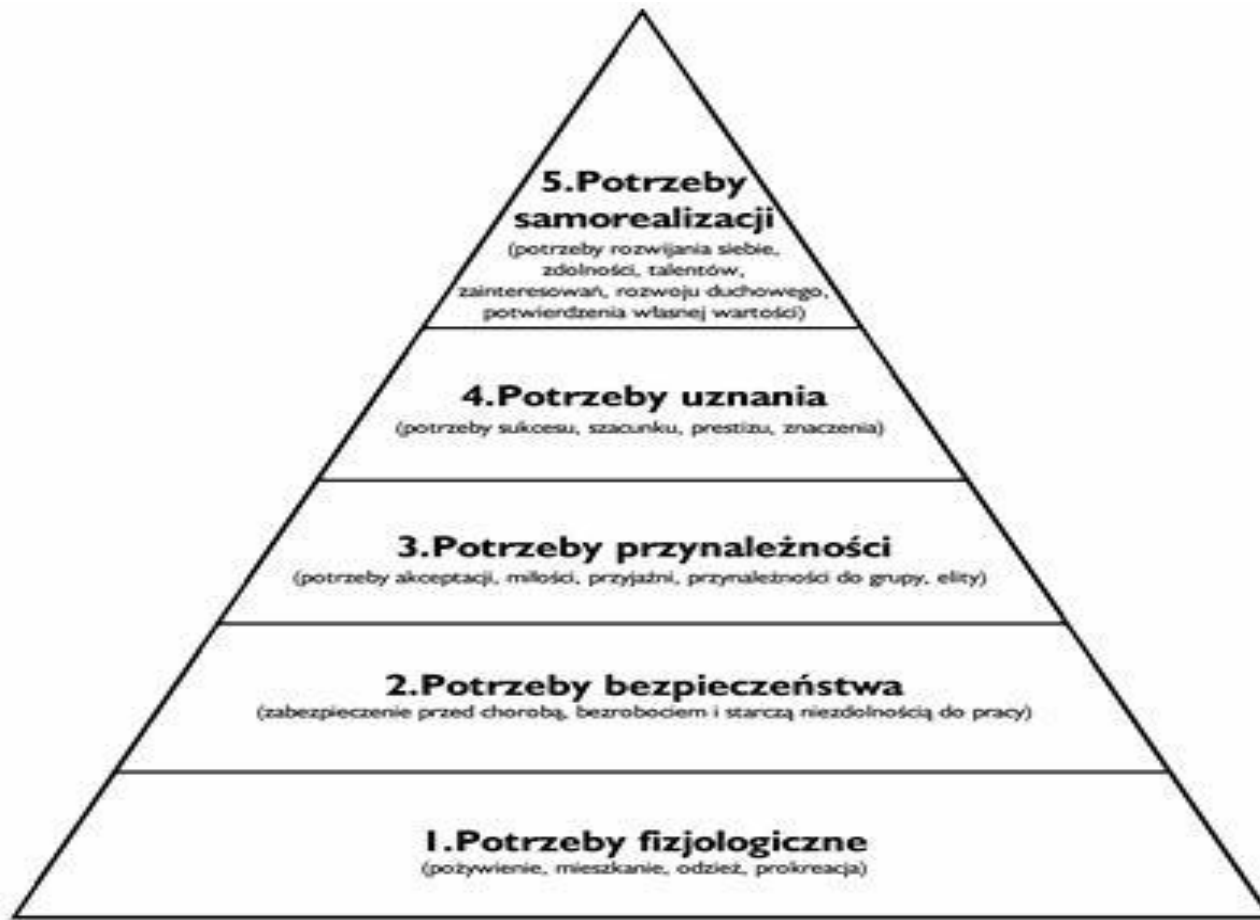 5.Potrzeby
samorealizacji
(potrzeby rozwijania siebie,
zdolności, talentów,
zainteresowań, rozwoju duchowego,
potwierdzenia własnej wartości)
4.Potrzeby uznania
(potrzeby sukcesu, szacunku, prestizu, znaczenia)
3.Potrzeby przynależności
(potrzeby akceptacji, miłości, przyjaźni, przynależności do grupy, elity)
2.Potrzeby bezpieczeństwa
(zabezpieczenie przed chorobą, bezrobociem i starczą niezdolnością do pracy)
1.Potrzeby fizjologiczne
(pożywienie, mieszkanie, odzież, prokreacja)